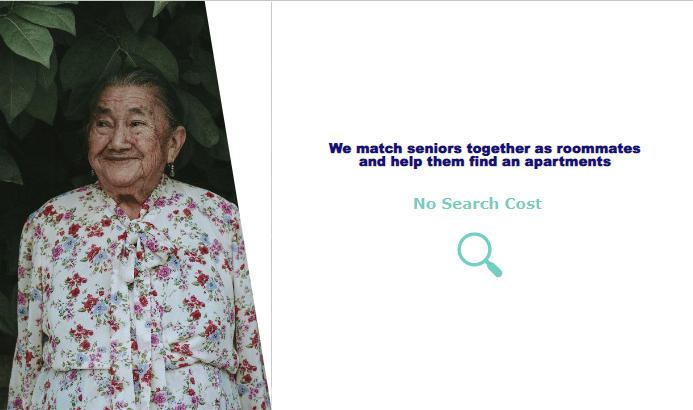 We match seniors together as roommates
and help them find an apartments
No Search Cost